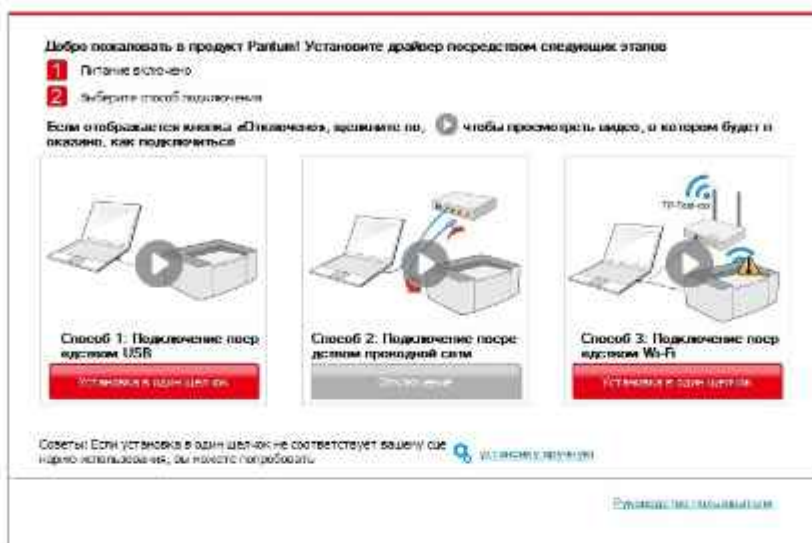 Добро пожаловать в продукт Pantum! Установите драйвер посредством следующих этапов
1 Питание включено
2 Выберите способ подключения
Если отображается кнопка «Отключено», щелкните по, чтобы просмотреть видео, в котором будет п
оказано, как подключиться
Способ 1: Подключение поср
едством USB
Установка в один щелчок
Способ 2: Подключение посре
дством проводной сети
Способ 3: Подключение поср
едством Wi-Fi
Установка в один щелчок
Советы: Если установка в один щелчок не соответствует вашему сце
нарию использования, вы можете попробовать
установку вручную
Руководство пользователя